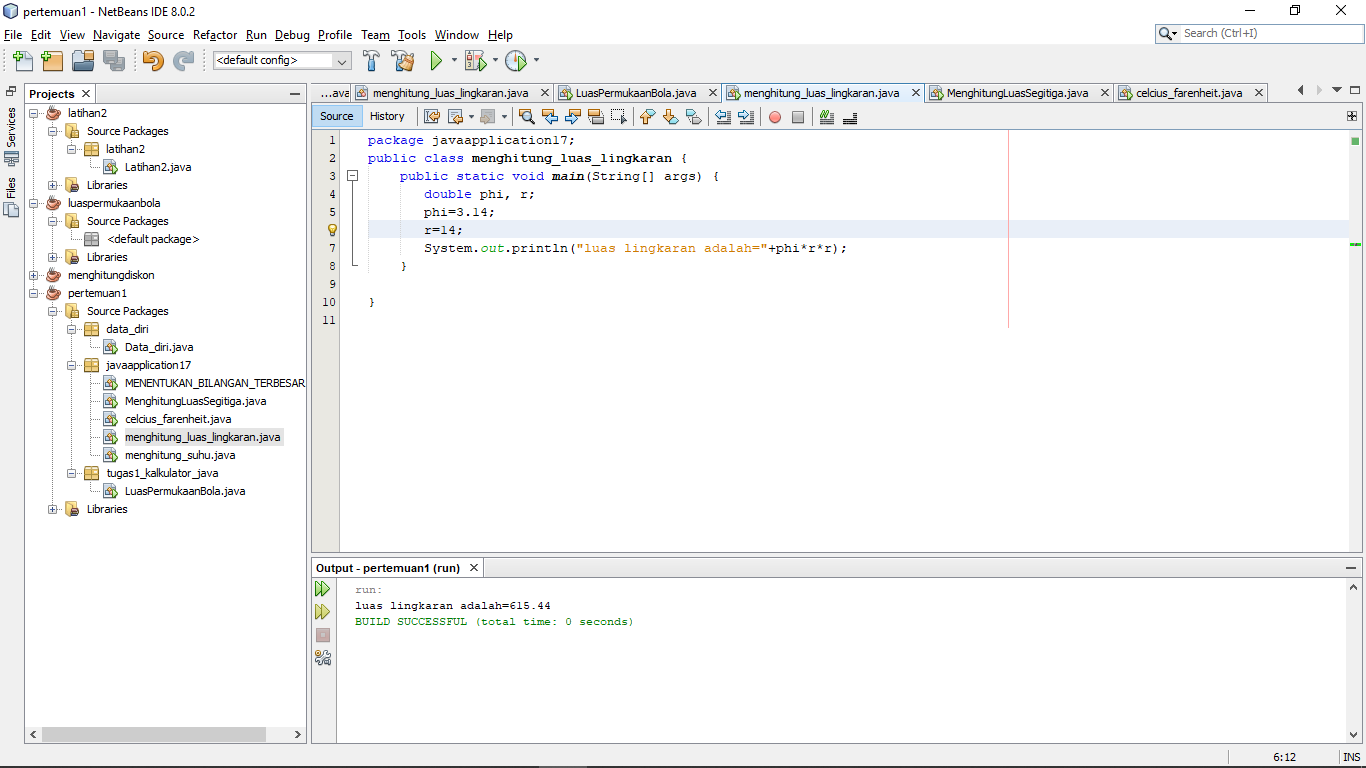 pertemuan1 - NetBeans IDE 8.0.2
File Edit View Navigate Source Refactor Run Debug Profile Team Tools Window Help
Search (Ctrl+I)
<default config>
Services
Files
Projects
latihan2
Source Packages
latihan2
Latihan2.java
Libraries
luaspermukaanbola
Source Packages
<default package>
Libraries
menghitungdiskon
pertemuan1
Source Packages
data_diri
Data_diri.java
javaapplication17
MENENTUKAN_BILANGAN_TERBESAR
MenghitungLuasSegitiga.java
celcius_farenheit.java
menghitung_luas_lingkaran.java
menghitung_suhu.java
tugas1_kalkulator_java
LuasPermukaanBola.java
Libraries
...ava menghitung_luas_lingkaran.java LuasPermukaanBola.java menghitung_luas_lingkaran.java MenghitungLuasSegitiga.java celcius_farenheit.java
Source History
1 package javaapplication17;
2 public class menghitung_luas_lingkaran {
3 public static void main(String[] args) {
4 double phi, r;
5 phi=3.14;
r=14;
7 System.out.println("luas lingkaran adalah="+phi*r*r);
8 }
9
10 }
11
Output - pertemuan1 (run)
run:
luas lingkaran adalah=615.44
BUILD SUCCESSFUL (total time: 0 seconds)
6:12 INS